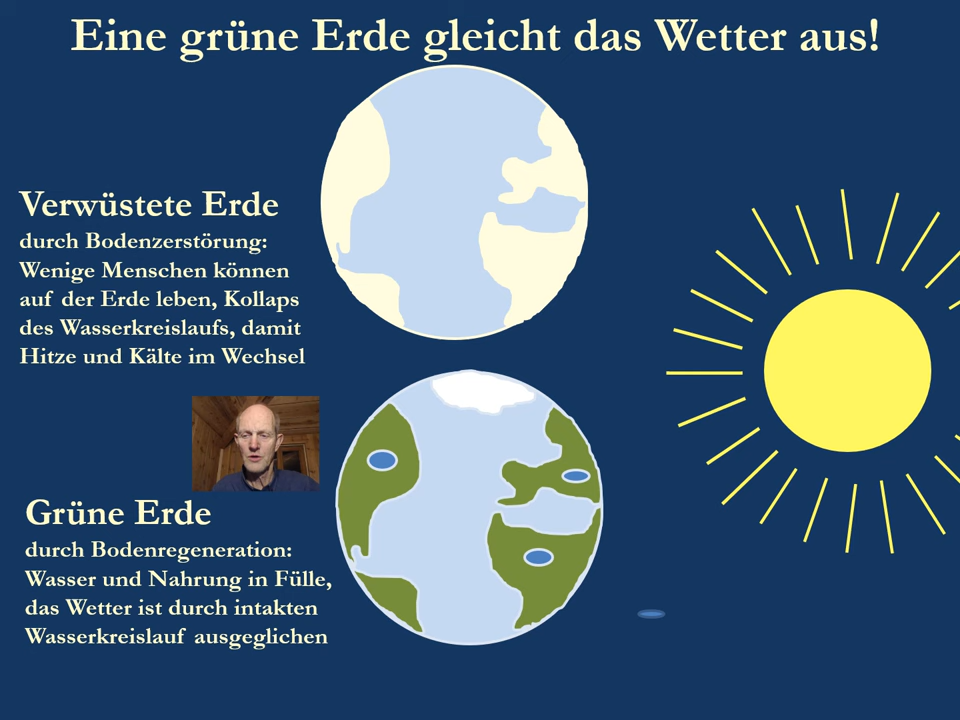 Eine grüne Erde gleicht das Wetter aus!
Verwüstete Erde
durch Bodenzerstörung:
Wenige Menschen können
auf der Erde leben, Kollaps
des Wasserkreislaufs, damit
Hitze und Kälte im Wechsel
Grüne Erde
durch Bodenregeneration:
Wasser und Nahrung in Fülle,
das Wetter ist durch intakten
Wasserkreislauf ausgeglichen